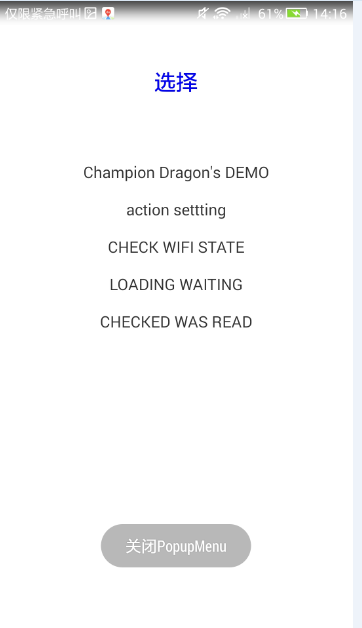 仅限紧急呼叫 61% 14:16
选择
Champion Dragon's DEMO
action settting
CHECK WIFI STATE
LOADING WAITING
CHECKED WAS READ
关闭PopupMenu